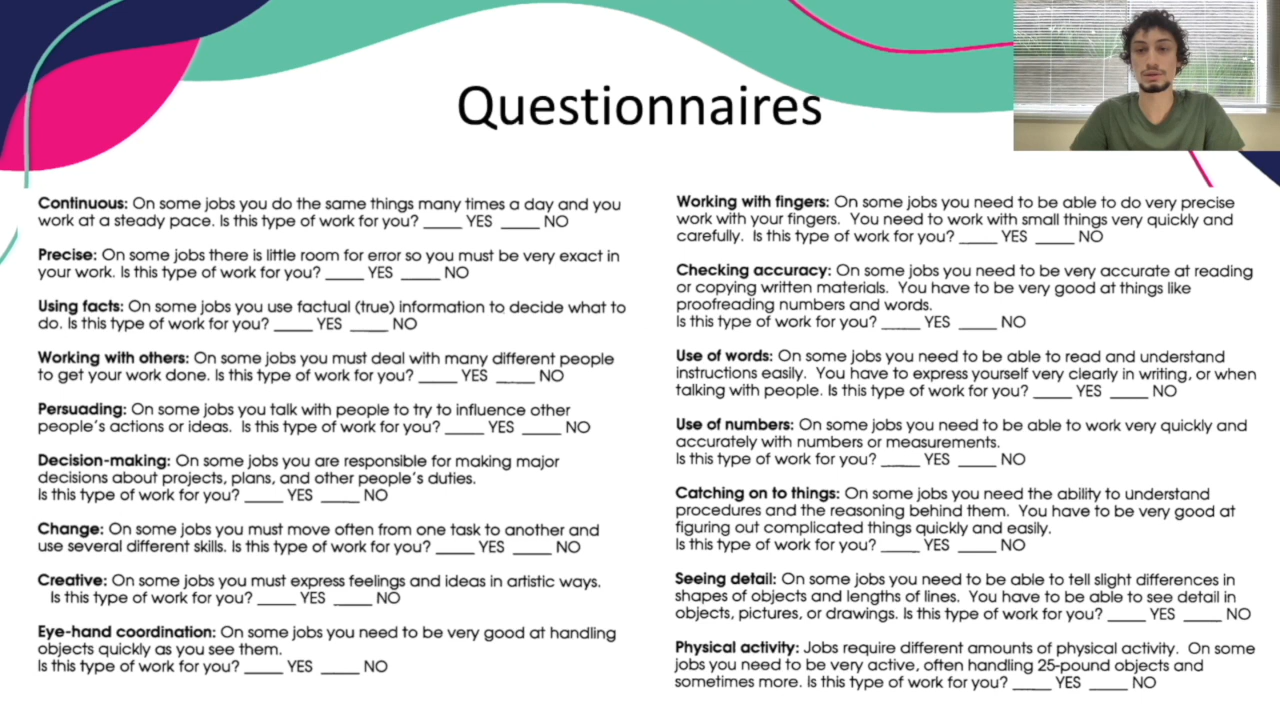 Questionnaires
Continuous: On some jobs you do the same things many times a day and you
work at a steady pace. Is this type of work for you? _____ YES _____ NO
Precise: On some jobs there is little room for error so you must be very exact in
your work. Is this type of work for you? _____ YES _____ NO
Using facts: On some jobs you use factual (true) information to decide what to
do. Is this type of work for you? _____ YES _____ NO
Working with others: On some jobs you must deal with many different people
to get your work done. Is this type of work for you? _____ YES _____ NO
Persuading: On some jobs you talk with people to try to influence other
people's actions or ideas. Is this type of work for you? _____ YES _____ NO
Decision-making: On some jobs you are responsible for making major
decisions about projects, plans, and other people's duties.
Is this type of work for you? _____ YES _____ NO
Change: On some jobs you must move often from one task to another and
use several different skills. Is this type of work for you? _____ YES _____ NO
Creative: On some jobs you must express feelings and ideas in artistic ways.
Is this type of work for you? _____ YES _____ NO
Eye-hand coordination: On some jobs you need to be very good at handling
objects quickly as you see them.
Is this type of work for you? _____ YES _____ NO
Working with fingers: On some jobs you need to be able to do very precise
work with your fingers. You need to work with small things very quickly and
carefully. Is this type of work for you? _____ YES _____ NO
Checking accuracy: On some jobs you need to be very accurate at reading
or copying written materials. You have to be very good at things like
proofreading numbers and words.
Is this type of work for you? _____ YES _____ NO
Use of words: On some jobs you need to be able to read and understand
instructions easily. You have to express yourself very clearly in writing, or when
talking with people. Is this type of work for you? _____ YES _____ NO
Use of numbers: On some jobs you need to be able to work very quickly and
accurately with numbers or measurements.
Is this type of work for you? _____ YES _____ NO
Catching on to things: On some jobs you need the ability to understand
procedures and the reasoning behind them. You have to be very good at
figuring out complicated things quickly and easily.
Is this type of work for you? _____ YES _____ NO
Seeing detail: On some jobs you need to be able to tell slight differences in
shapes of objects and lengths of lines. You have to be able to see detail in
objects, pictures, or drawings. Is this type of work for you? _____ YES _____ NO
Physical activity: Jobs require different amounts of physical activity. On some
jobs you need to be very active, often handling 25-pound objects and
sometimes more. Is this type of work for you? _____ YES _____ NO